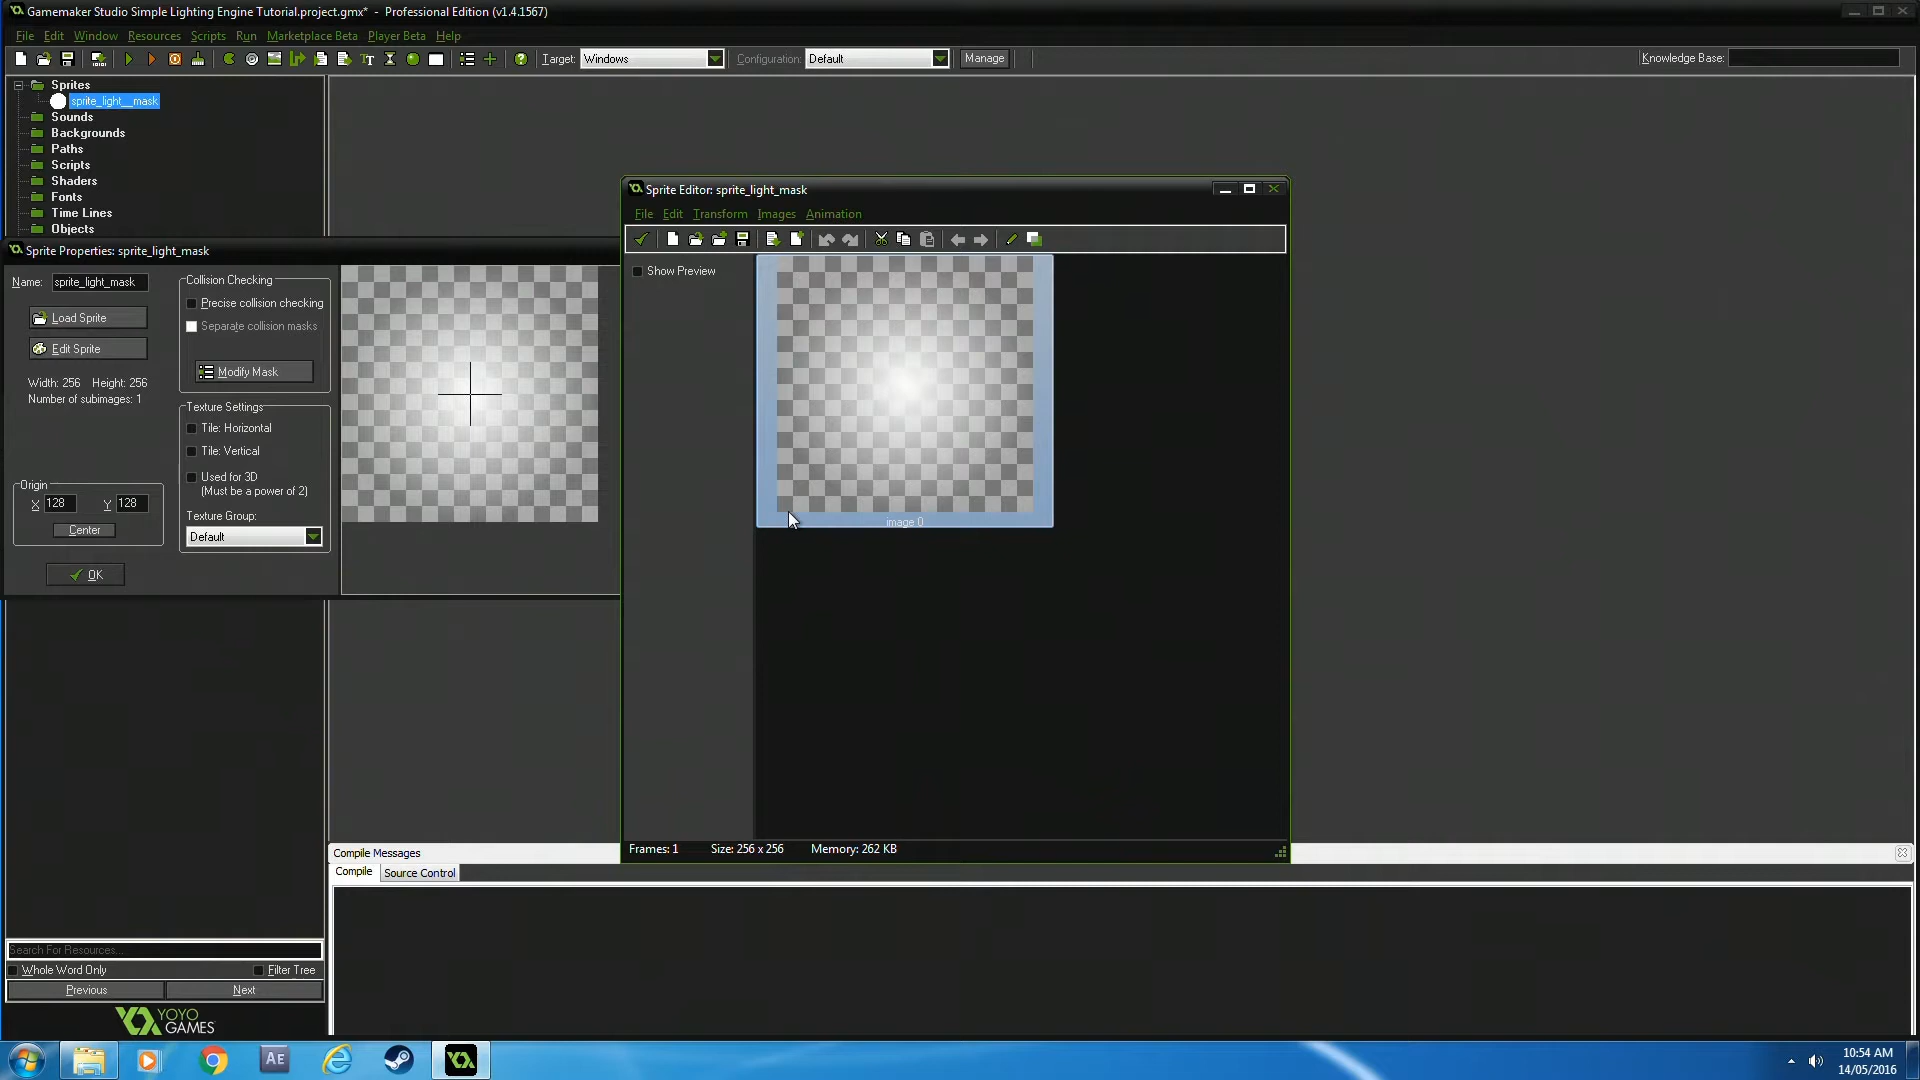 Gamemaker Studio Simple Lighting Engine Tutorial.project.gmx* - Professional Edition (v1.4.1567)
File Edit Window Resources Scripts Run Marketplace Beta Player Beta Help
Target: Windows Configuration: Default Manage Knowledge Base:
Sprites
sprite_light__mask
Sounds
Backgrounds
Paths
Scripts
Shaders
Fonts
Time Lines
Objects
Sprite Properties: sprite_light_mask
Name: sprite_light_mask
Load Sprite
Edit Sprite
Width: 256 Height: 256
Number of subimages: 1
Origin
X 128 Y 128
Center
OK
Collision Checking
Precise collision checking
Separate collision masks
Modify Mask
Texture Settings
Tile: Horizontal
Tile: Vertical
Used for 3D
(Must be a power of 2)
Texture Group:
Default
Sprite Editor: sprite_light_mask
File Edit Transform Images Animation
Show Preview
image 0
Frames: 1 Size: 256 x 256 Memory: 262 KB
Compile Messages
Compile Source Control
Search For Resources...
Whole Word Only Filter Tree
Previous Next
YOYO
GAMES
AE
10:54 AM
14/05/2016